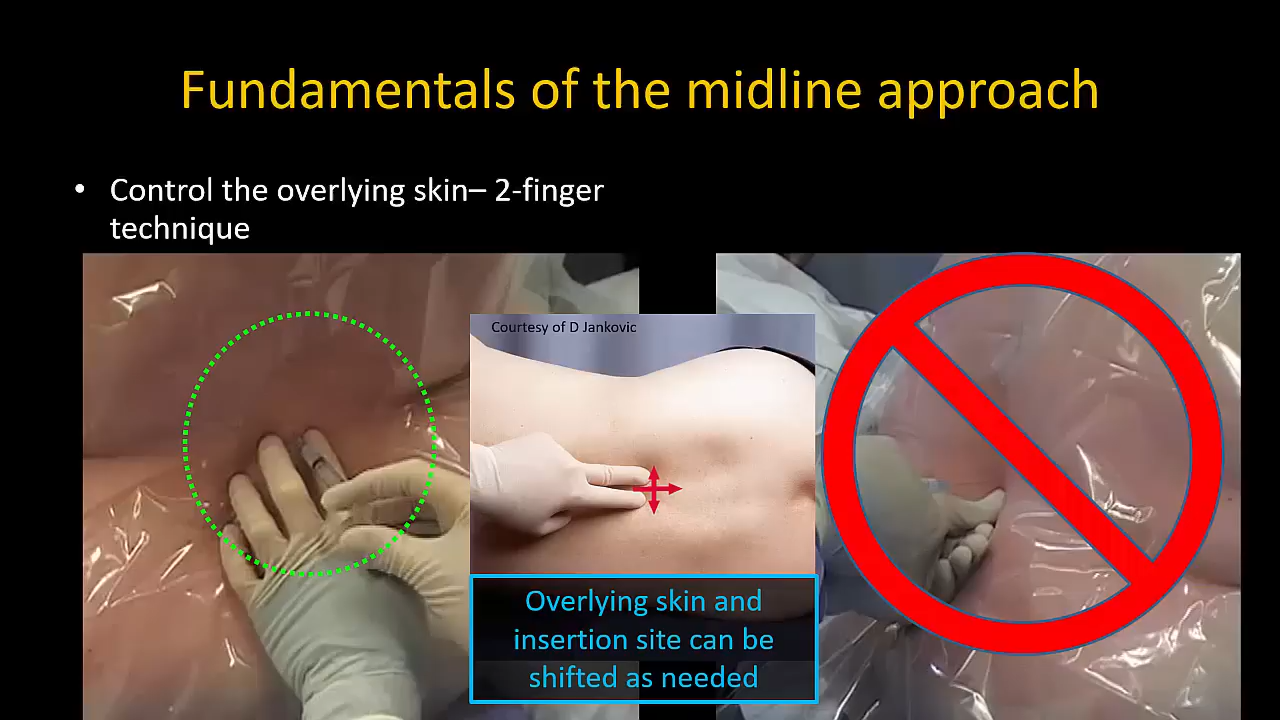 Fundamentals of the midline approach
• Control the overlying skin– 2-finger
technique
Courtesy of D Jankovic
Overlying skin and
insertion site can be
shifted as needed